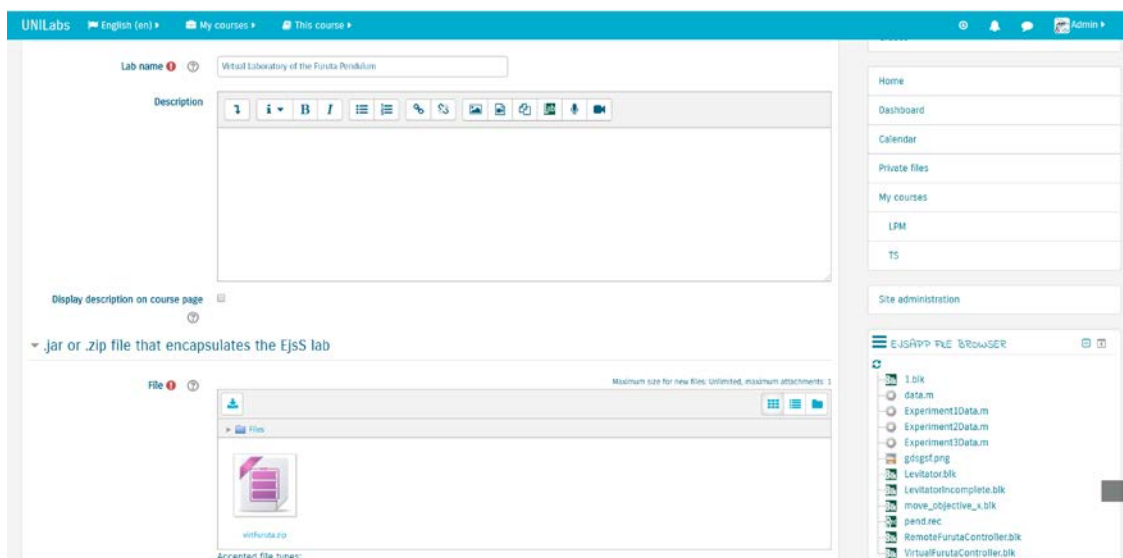 UNILabs English (en) My courses This course Admin
Lab name
Virtual Laboratory of the Furuta Pendulum
Description
B I
Display description on course page
.jar or .zip file that encapsulates the EjsS lab
File
Maximum size for new files: Unlimited, maximum attachments: 1
Files
virtFuruta.zip
Accepted file types:
Home
Dashboard
Calendar
Private files
My courses
LPM
TS
Site administration
EJSAPP FILE BROWSER
1.blk
data.m
Experiment1Data.m
Experiment2Data.m
Experiment3Data.m
gdsgsf.png
Levitator.blk
LevitatorIncomplete.blk
move_objective_x.blk
pend.rec
RemoteFurutaController.blk
VirtualFurutaController.blk